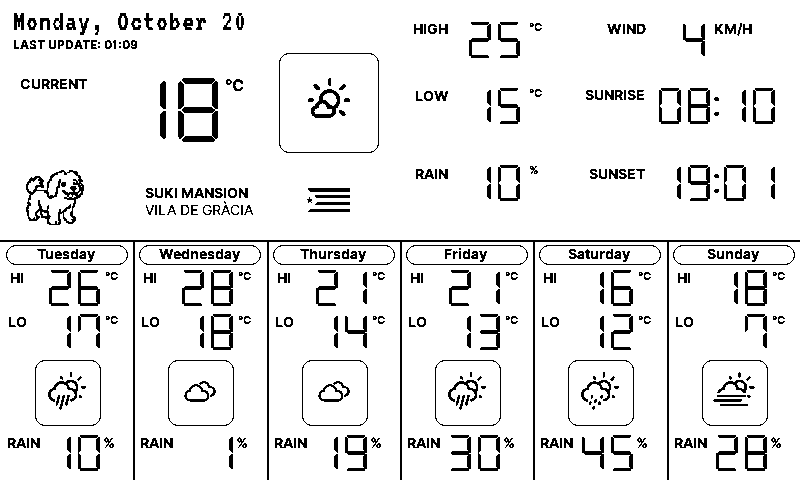 Monday, October 20
LAST UPDATE: 01:09
CURRENT 18 °C
SUKI MANSION
VILA DE GRÀCIA
HIGH 25 °C
LOW 15 °C
RAIN 10 %
WIND 4 KM/H
SUNRISE 08:10
SUNSET 19:01
Tuesday
HI 26 °C
LO 17 °C
RAIN 10 %
Wednesday
HI 28 °C
LO 18 °C
RAIN 1 %
Thursday
HI 21 °C
LO 14 °C
RAIN 19 %
Friday
HI 21 °C
LO 13 °C
RAIN 30 %
Saturday
HI 16 °C
LO 12 °C
RAIN 45 %
Sunday
HI 18 °C
LO 7 °C
RAIN 28 %